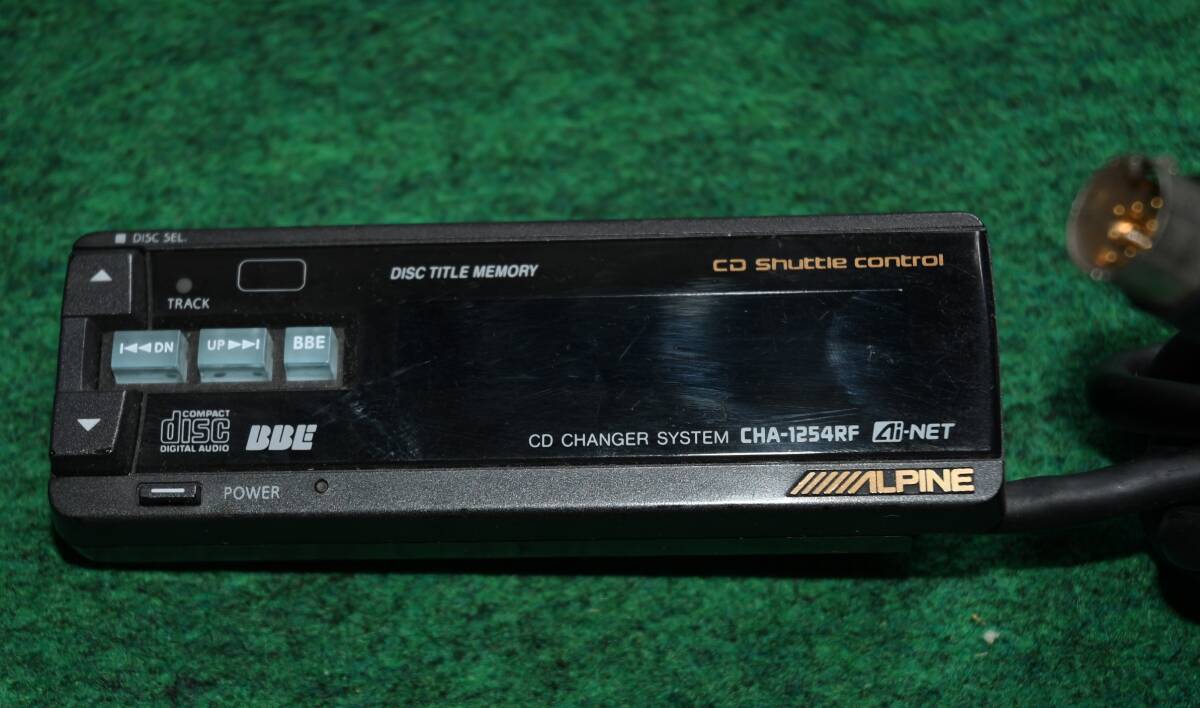 DISC SEL.
DISC TITLE MEMORY
CD Shuttle control
TRACK
DN
UP
BBE
COMPACT
disc
DIGITAL AUDIO
BBE
CD CHANGER SYSTEM CHA-1254RF Ai-NET
POWER
ALPINE